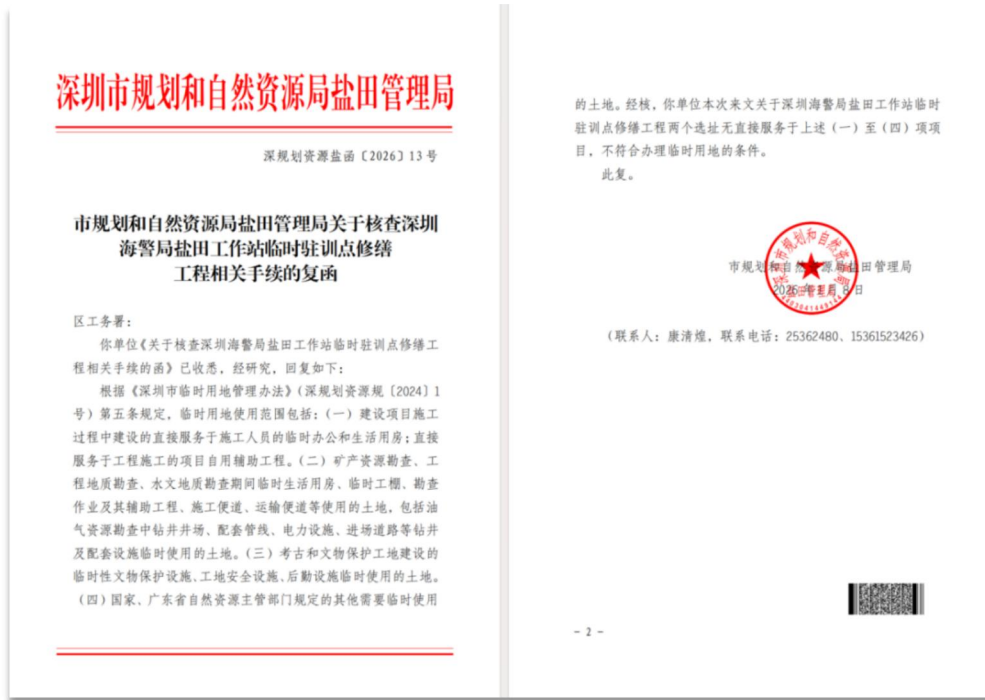 深圳市规划和自然资源局盐田管理局
深规划资源盐函〔2026〕13号
市规划和自然资源局盐田管理局关于核查深圳
海警局盐田工作站临时驻训点修缮
工程相关手续的复函
区工务署：
你单位《关于核查深圳海警局盐田工作站临时驻训点修缮工
程相关手续的函》已收悉，经研究，回复如下：
根据《深圳市临时用地管理办法》（深规划资源规〔2024〕1
号）第五条规定，临时用地使用范围包括：（一）建设项目施工
过程中建设的直接服务于施工人员的临时办公和生活用房；直接
服务于工程施工的项目自用辅助工程。（二）矿产资源勘查、工
程地质勘查、水文地质勘查期间临时生活用房、临时工棚、勘查
作业及其辅助工程、施工便道、运输便道等使用的土地，包括油
气资源勘查中钻井井场、配套管线、电力设施、进场道路等钻井
及配套设施临时使用的土地。（三）考古和文物保护工地建设的
临时性文物保护设施、工地安全设施、后勤设施临时使用的土地。
（四）国家、广东省自然资源主管部门规定的其他需要临时使用
的土地。经核，你单位本次来文关于深圳海警局盐田工作站临时
驻训点修缮工程两个选址无直接服务于上述（一）至（四）项项
目，不符合办理临时用地的条件。
此复。
市规划和自然资源局盐田管理局
2026年1月8日
（联系人：康清煌，联系电话：25362480、15361523426）
- 2 -